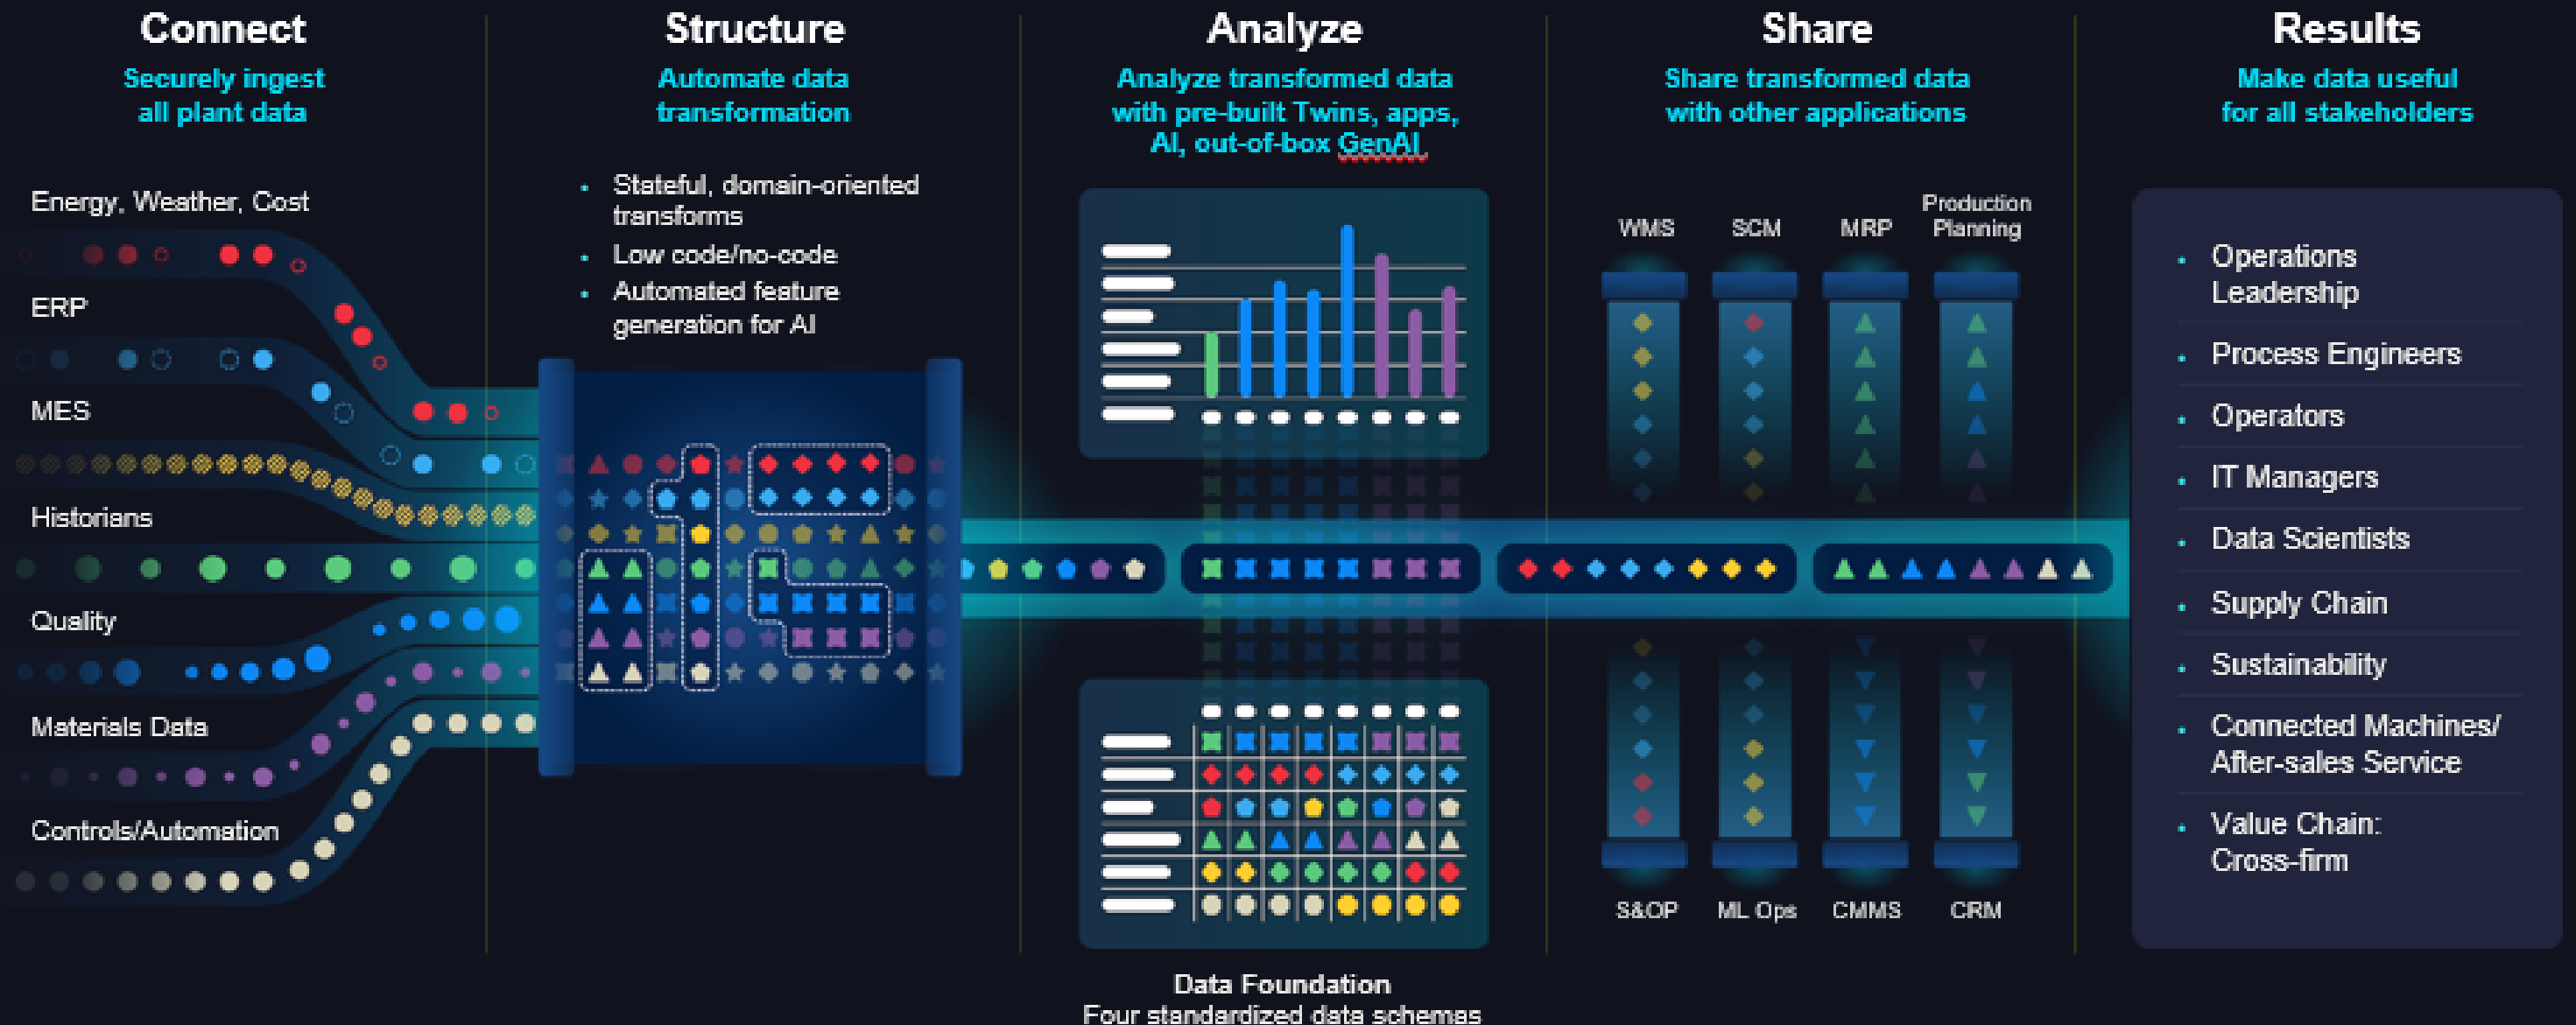 Connect
Securely ingest
all plant data
Energy, Weather, Cost
ERP
MES
Historians
Quality
Materials Data
Controls/Automation
Structure
Automate data
transformation
Stateful, domain-oriented
transforms
Low code/no-code
Automated feature
generation for AI
Analyze
Analyze transformed data
with pre-built Twins, apps,
AI, out-of-box GenAI
Data Foundation
Four standardized data schemas
Share
Share transformed data
with other applications
WMS
SCM
MRP
Production
Planning
S&OP
ML Ops
CMMS
CRM
Results
Make data useful
for all stakeholders
Operations
Leadership
Process Engineers
Operators
IT Managers
Data Scientists
Supply Chain
Sustainability
Connected Machines/
After-sales Service
Value Chain:
Cross-firm